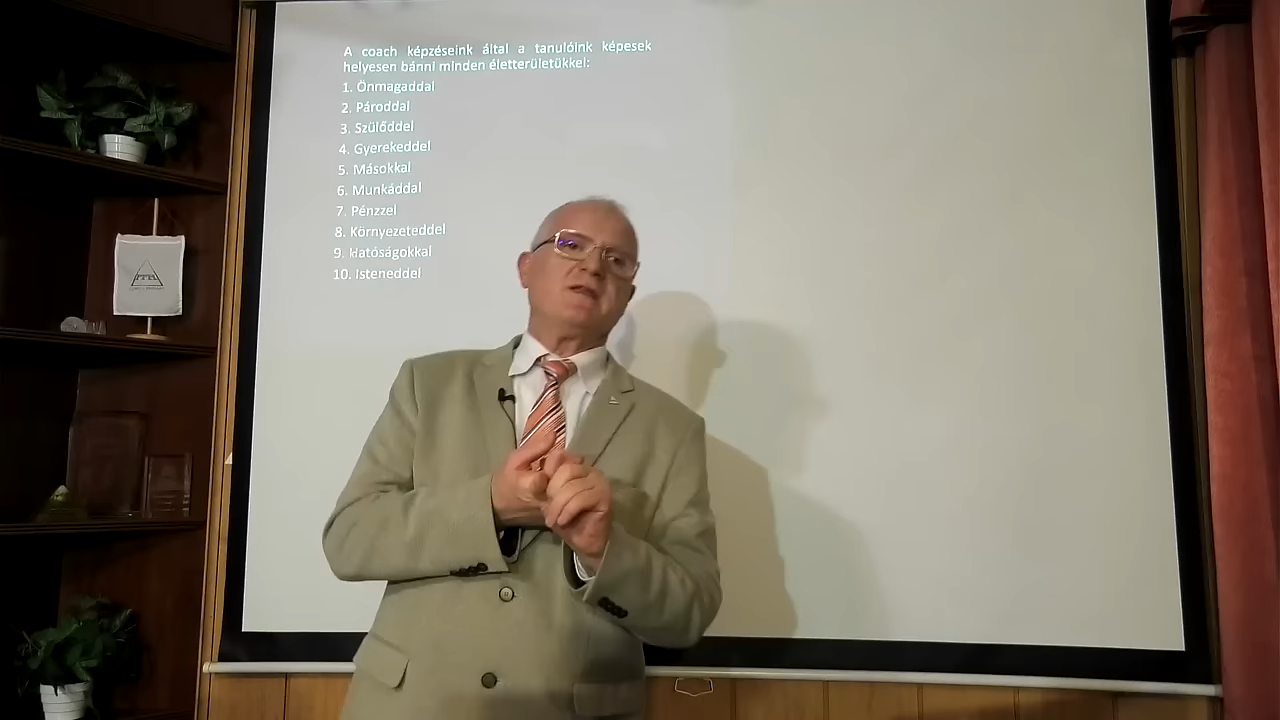 A coach képzéseink által a tanulóink képesek
helyesen bánni minden életterületükkel:
1. Önmagaddal
2. Pároddal
3. Szülőddel
4. Gyerekeddel
5. Másokkal
6. Munkáddal
7. Pénzzel
8. Környezeteddel
9. Hatóságokkal
10. Isteneddel